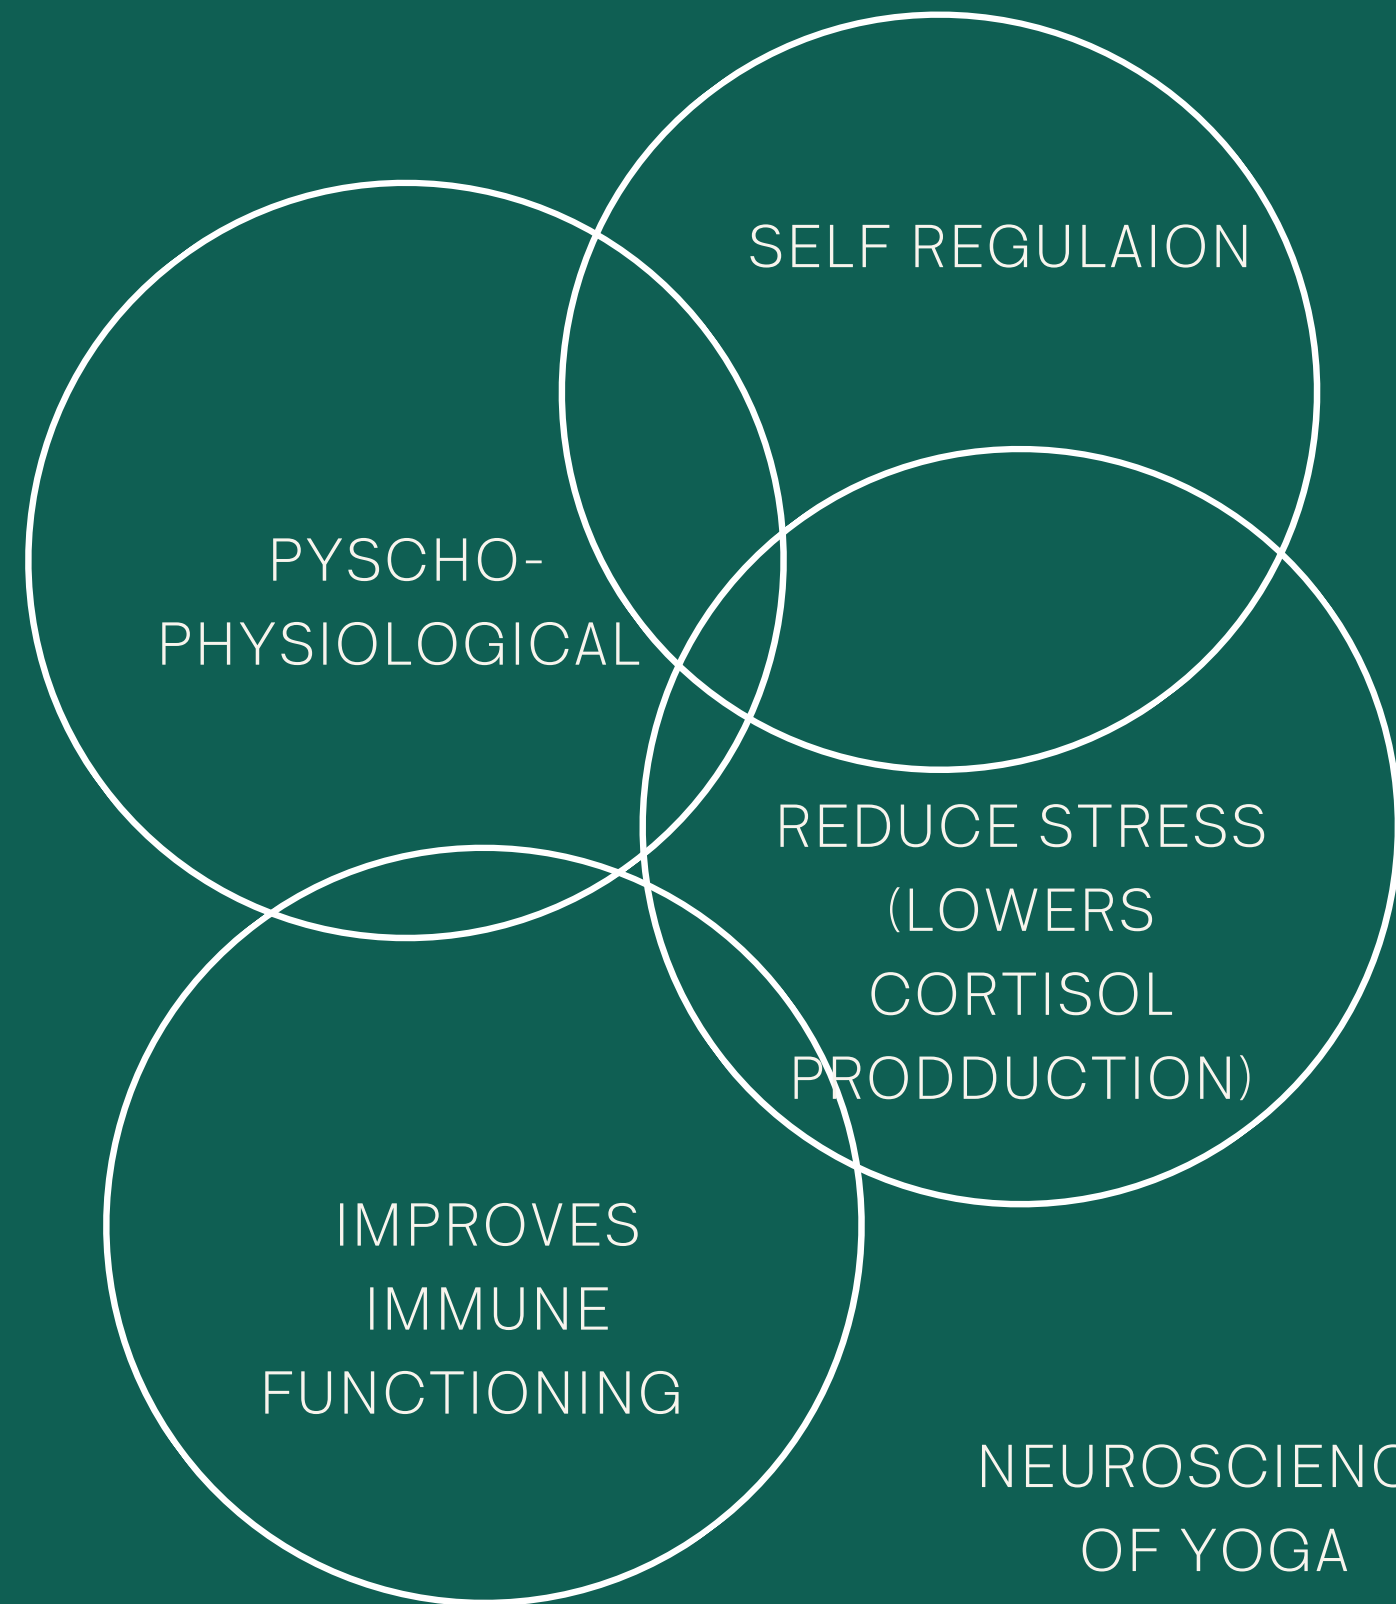 SELF REGULAION
PYSCHO-
PHYSIOLOGICAL
REDUCE STRESS
(LOWERS
CORTISOL
PRODDUCTION)
IMPROVES
IMMUNE
FUNCTIONING
NEUROSCIENC
OF YOGA